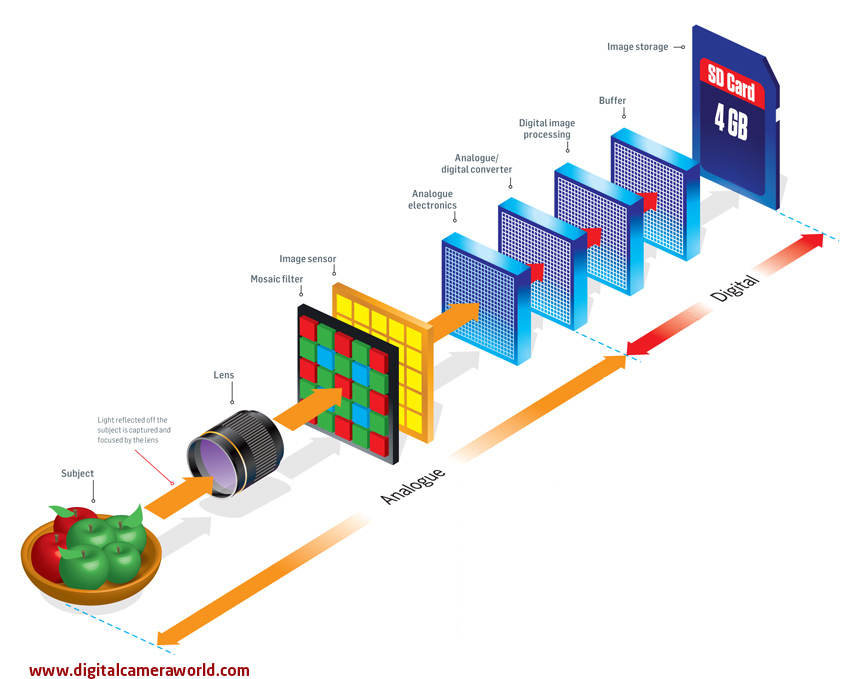 Image storage
SD Card
4 GB
Buffer
Digital image
processing
Analogue/
digital converter
Analogue
electronics
Image sensor
Mosaic filter
Lens
Light reflected off the
subject is captured and
focused by the lens
Subject
Digital
Analogue
www.digitalcameraworld.com